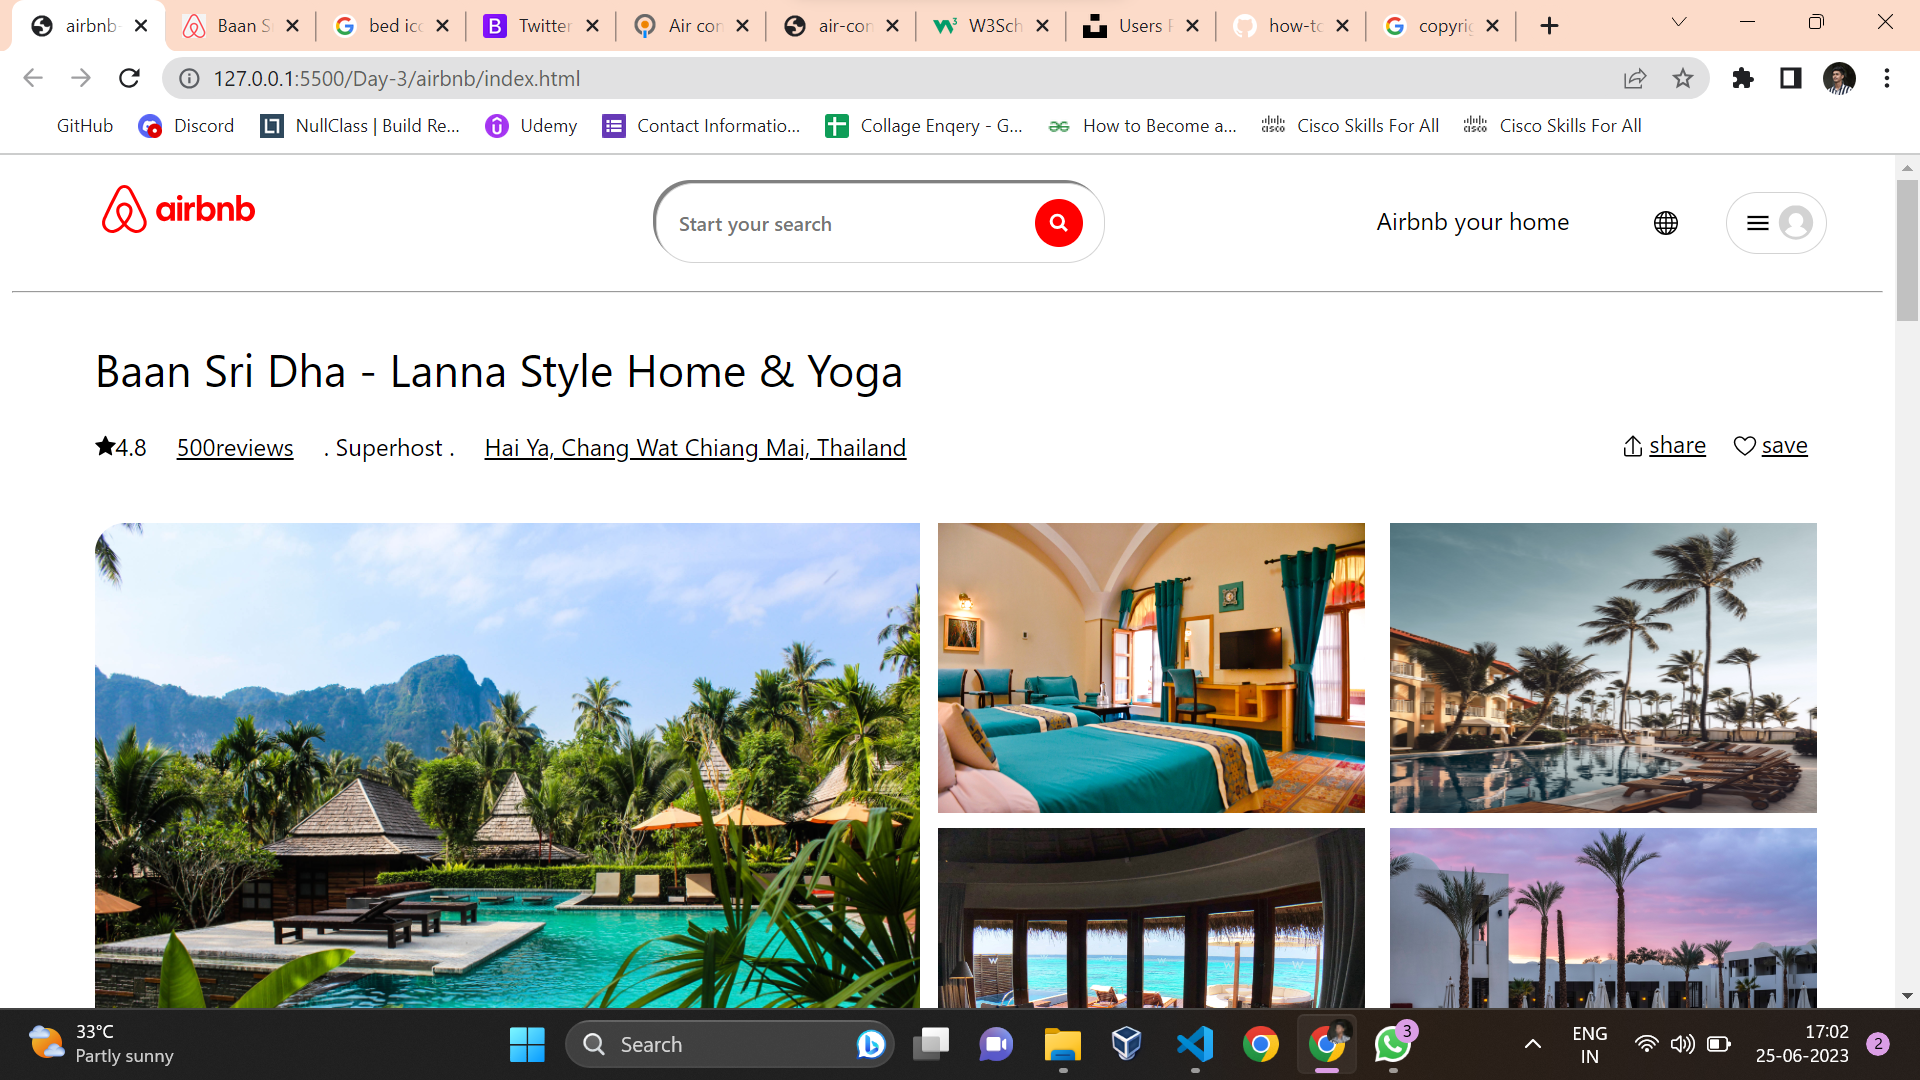 airbnb-
Baan S
bed ico
Twitter
Air con
air-con
W3Sch
Users
how-to
copyrig
127.0.0.1:5500/Day-3/airbnb/index.html
GitHub
Discord
NullClass | Build Re...
Udemy
Contact Informatio...
Collage Enqery - G...
How to Become a...
Cisco Skills For All
Cisco Skills For All
airbnb
Start your search
Airbnb your home
Baan Sri Dha - Lanna Style Home & Yoga
4.8 500reviews . Superhost . Hai Ya, Chang Wat Chiang Mai, Thailand
share save
33°C
Partly sunny
Search
3
ENG
IN
17:02
25-06-2023
2